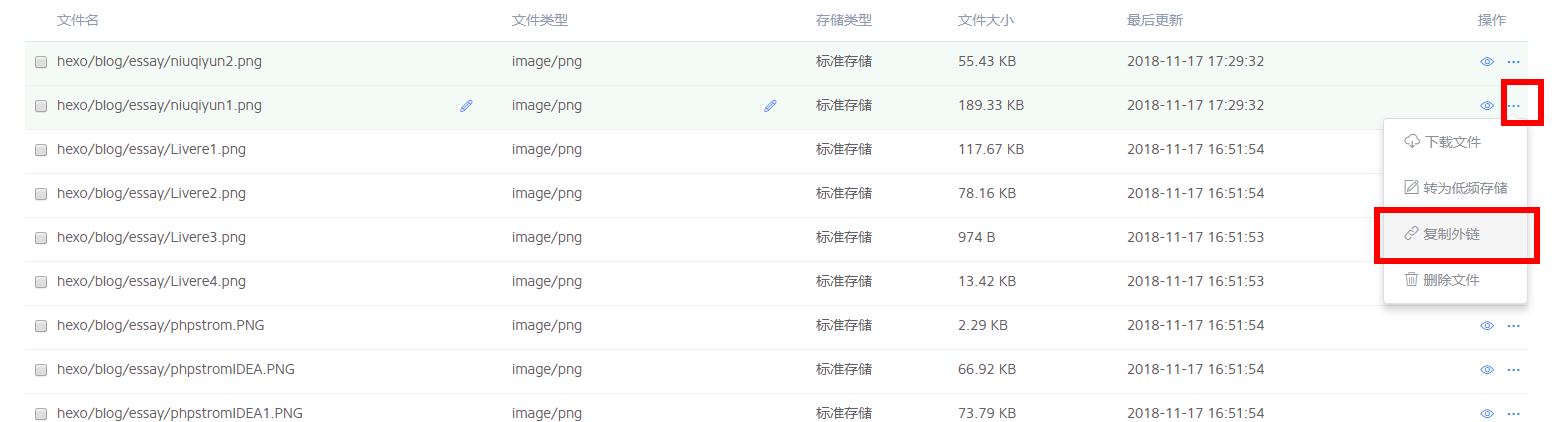 文件名 文件类型 存储类型 文件大小 最后更新 操作
hexo/blog/essay/niuqiyun2.png image/png 标准存储 55.43 KB 2018-11-17 17:29:32
hexo/blog/essay/niuqiyun1.png image/png 标准存储 189.33 KB 2018-11-17 17:29:32
下载文件
hexo/blog/essay/Livere1.png image/png 标准存储 117.67 KB 2018-11-17 16:51:54
转为低频存储
hexo/blog/essay/Livere2.png image/png 标准存储 78.16 KB 2018-11-17 16:51:54
复制外链
hexo/blog/essay/Livere3.png image/png 标准存储 974 B 2018-11-17 16:51:53
删除文件
hexo/blog/essay/Livere4.png image/png 标准存储 13.42 KB 2018-11-17 16:51:54
hexo/blog/essay/phpstrom.PNG image/png 标准存储 2.29 KB 2018-11-17 16:51:54
hexo/blog/essay/phpstromIDEA.PNG image/png 标准存储 66.92 KB 2018-11-17 16:51:54
hexo/blog/essay/phpstromIDEA1.PNG image/png 标准存储 73.79 KB 2018-11-17 16:51:54